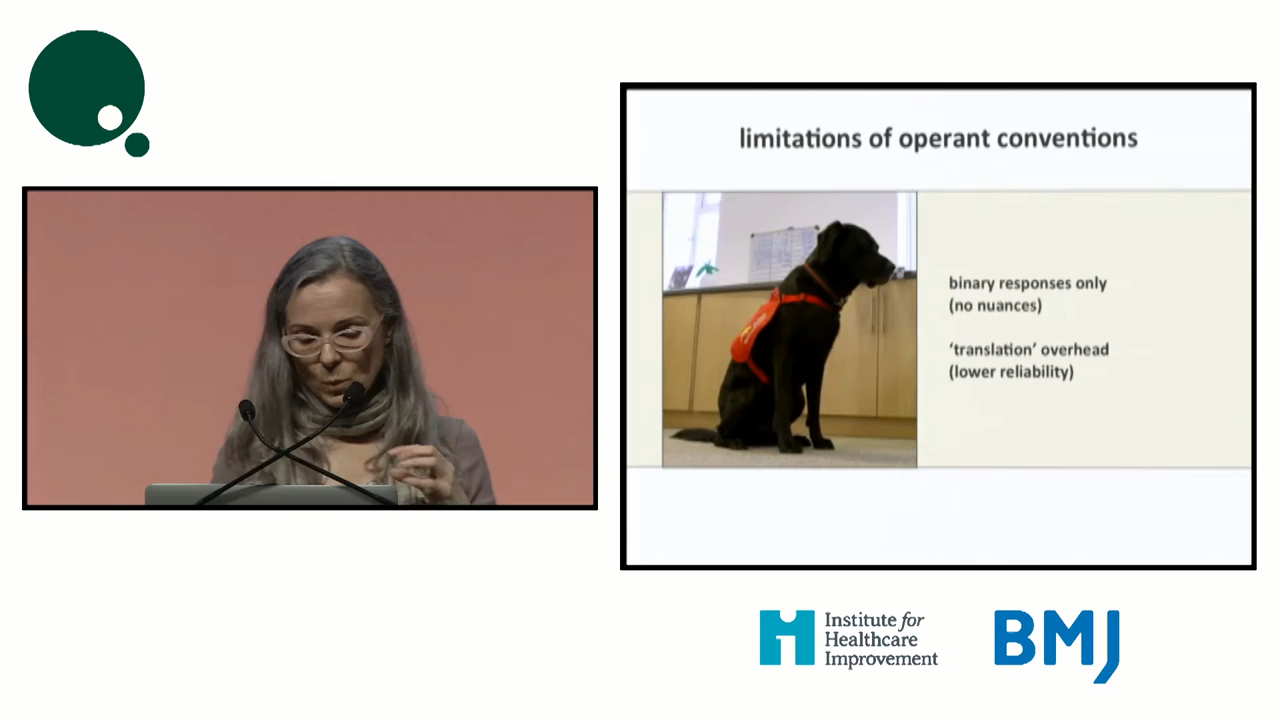 limitations of operant conventions
binary responses only
(no nuances)
‘translation’ overhead
(lower reliability)
Institute for
Healthcare
Improvement
BMJ